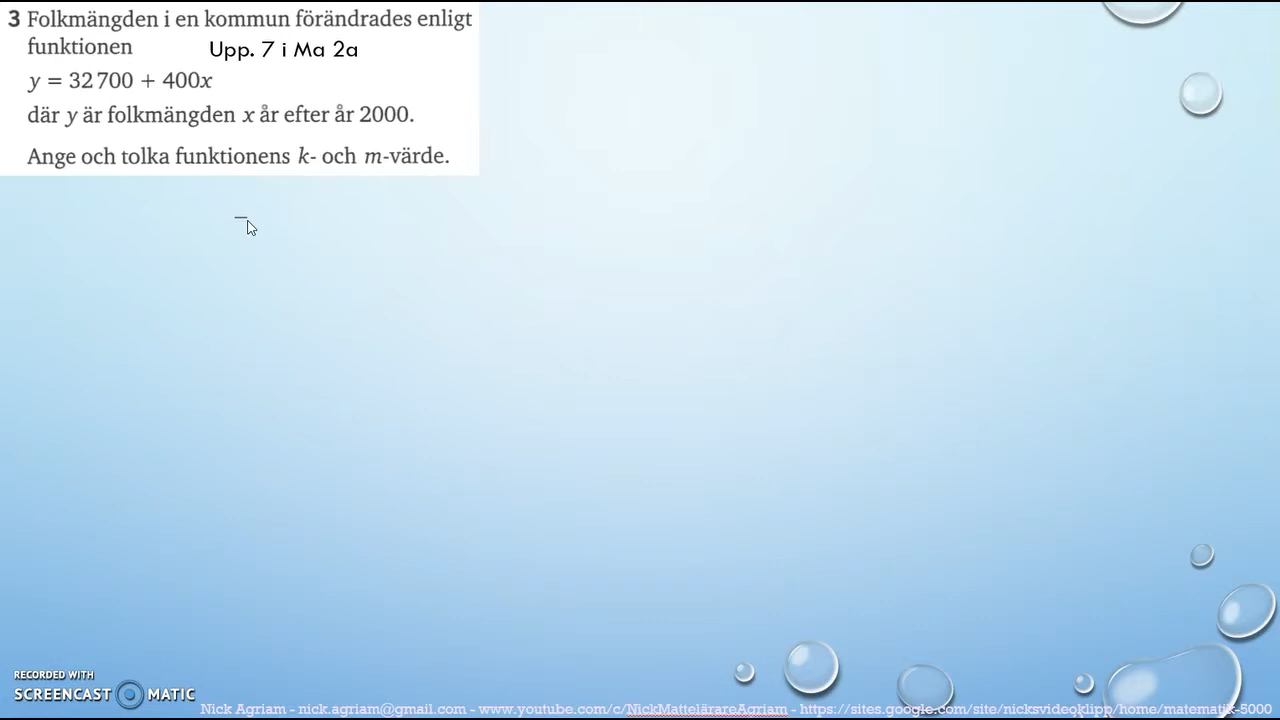 3 Folkmängden i en kommun förändrades enligt
funktionen
Upp. 7 i Ma 2a
y = 32 700 + 400x
där y är folkmängden x år efter år 2000.
Ange och tolka funktionens k- och m-värde.
RECORDED WITH
SCREENCAST MATIC
Nick Agriam - nick.agriam@gmail.com - www.youtube.com/c/NickMattelärareAgriam - https://sites.google.com/site/nicksvideoklipp/home/matematik-5000